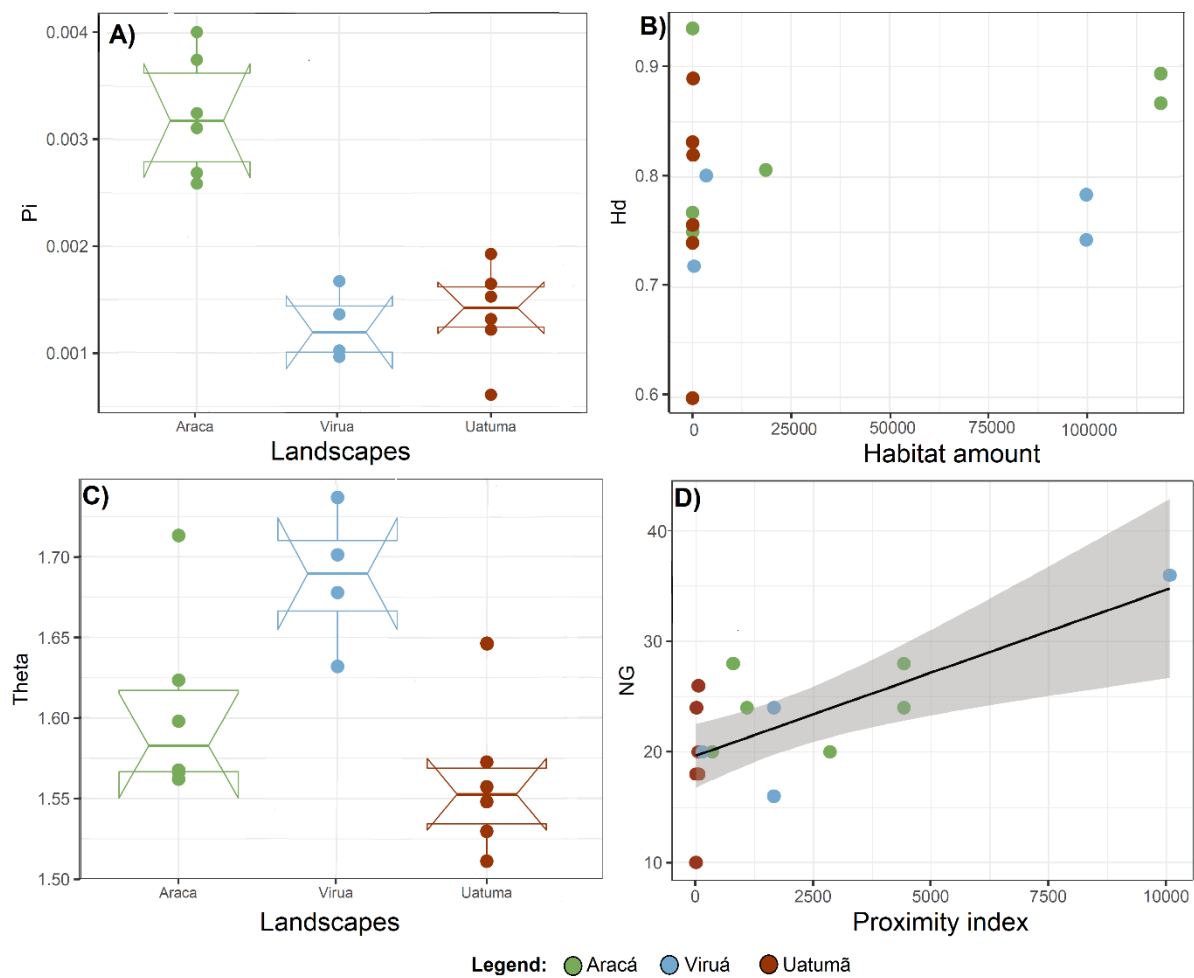 A)
0.004
0.003
0.002
0.001
Pi
Araca
Virua
Uatuma
Landscapes
B)
0.9
0.8
0.7
0.6
Hd
0
25000
50000
75000
100000
Habitat amount
C)
1.70
1.65
1.60
1.55
1.50
Theta
Araca
Virua
Uatuma
Landscapes
D)
40
30
20
10
NG
0
2500
5000
7500
10000
Proximity index
Legend: Aracá Viruá Uatumã